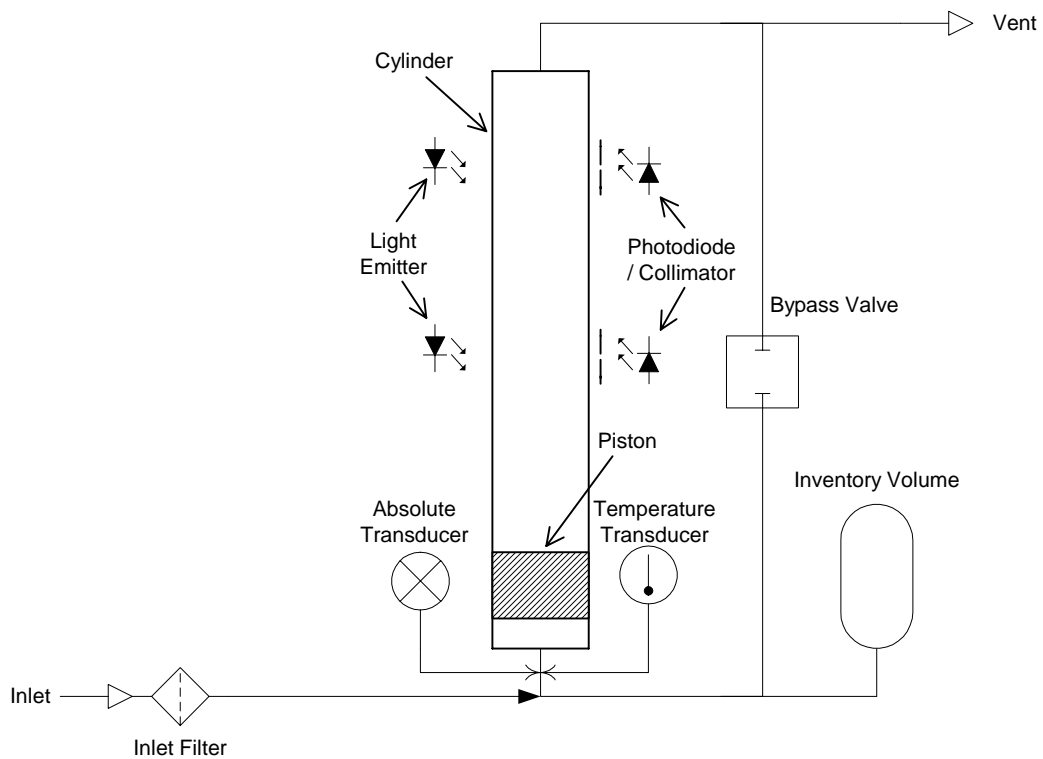 Vent
Cylinder
Light
Emitter
Photodiode
/ Collimator
Bypass Valve
Piston
Inventory Volume
Absolute
Transducer
Temperature
Transducer
Inlet
Inlet Filter